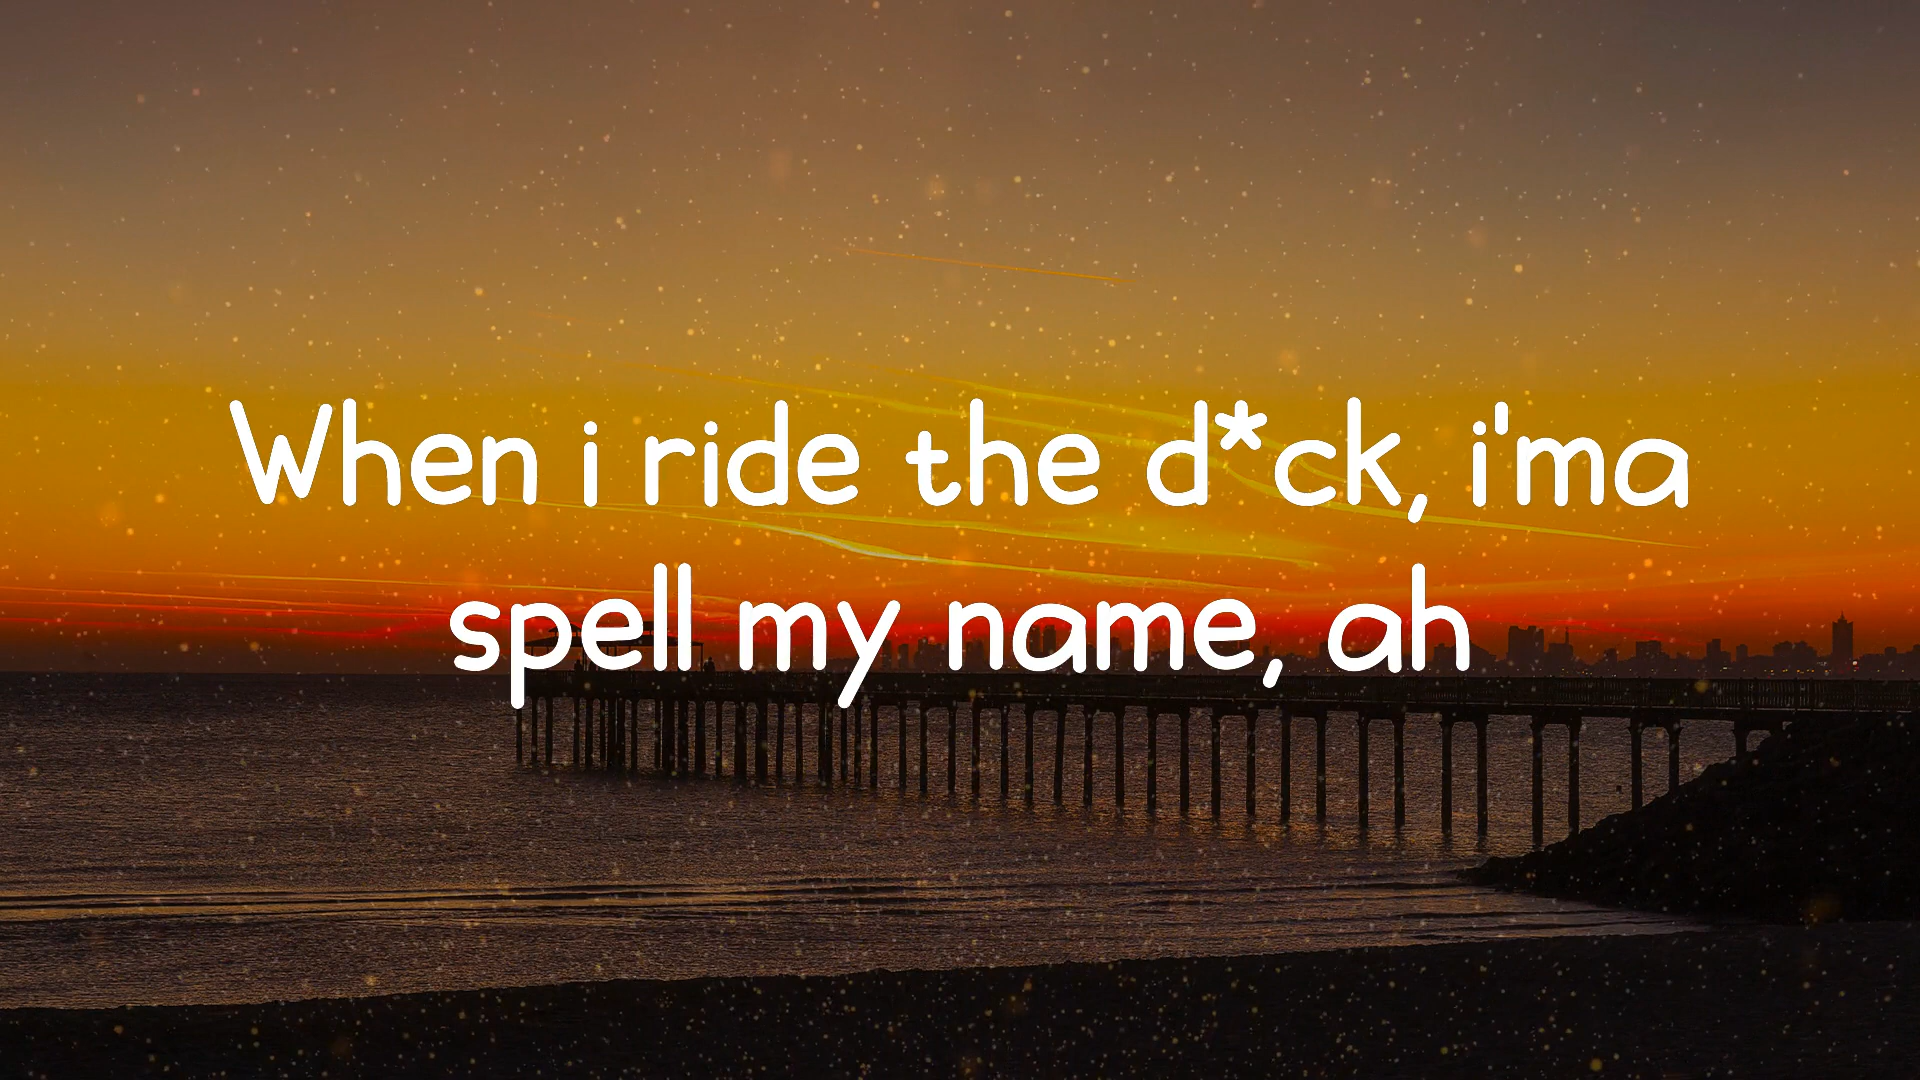 When i ride the d*ck, i'ma
spell my name, ah